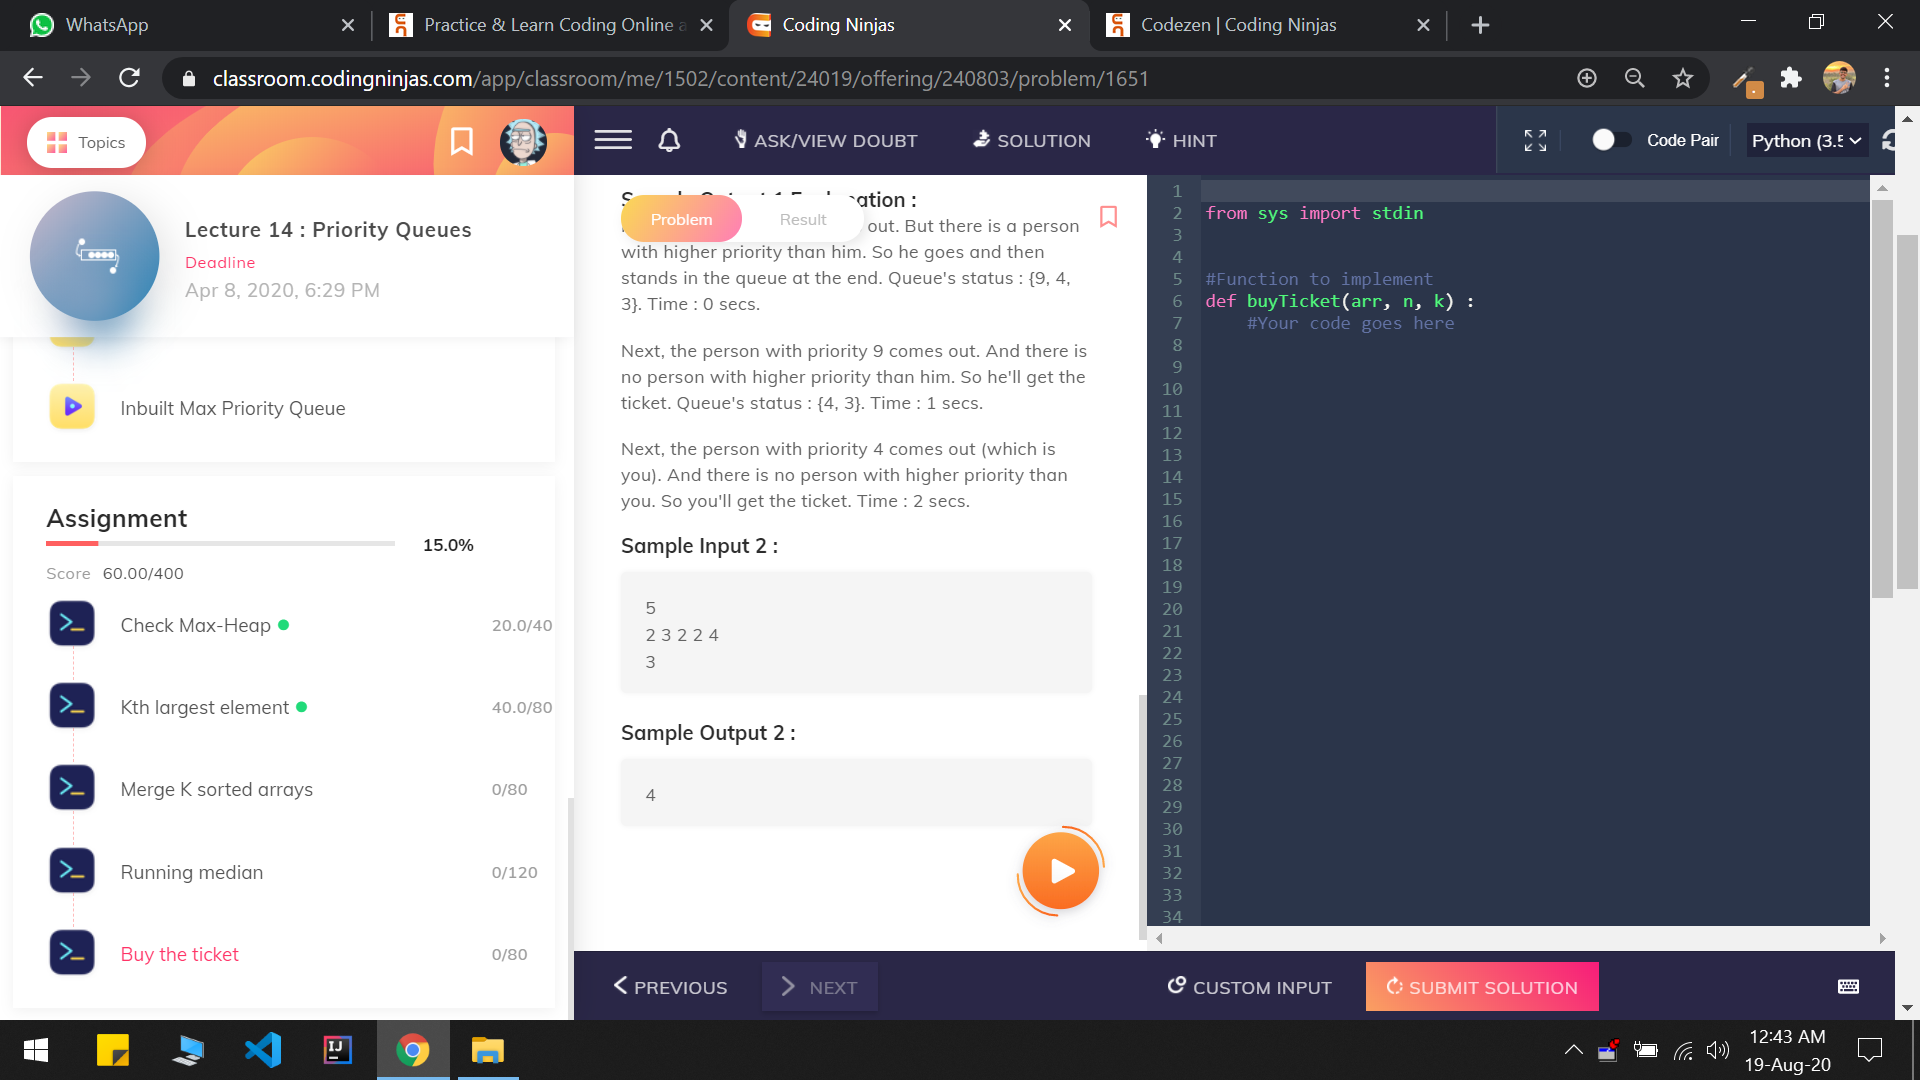 WhatsApp
Practice & Learn Coding Online a
Coding Ninjas
Codezen | Coding Ninjas
classroom.codingninjas.com/app/classroom/me/1502/content/24019/offering/240803/problem/1651
Topics
ASK/VIEW DOUBT
SOLUTION
HINT
Code Pair
Python (3.5
Lecture 14 : Priority Queues
Deadline
Apr 8, 2020, 6:29 PM
Inbuilt Max Priority Queue
Assignment
15.0%
Score 60.00/400
Check Max-Heap
20.0/40
Kth largest element
40.0/80
Merge K sorted arrays
0/80
Running median
0/120
Buy the ticket
0/80
Problem
Result
out. But there is a person
with higher priority than him. So he goes and then
stands in the queue at the end. Queue's status : {9, 4,
3}. Time : 0 secs.
Next, the person with priority 9 comes out. And there is
no person with higher priority than him. So he'll get the
ticket. Queue's status : {4, 3}. Time : 1 secs.
Next, the person with priority 4 comes out (which is
you). And there is no person with higher priority than
you. So you'll get the ticket. Time : 2 secs.
Sample Input 2 :
5
2 3 2 2 4
3
Sample Output 2 :
4
1
2 from sys import stdin
3
4
5 #Function to implement
6 def buyTicket(arr, n, k) :
7 #Your code goes here
8
9
10
11
12
13
14
15
16
17
18
19
20
21
22
23
24
25
26
27
28
29
30
31
32
33
34
PREVIOUS
NEXT
CUSTOM INPUT
SUBMIT SOLUTION
IJ
12:43 AM
19-Aug-20